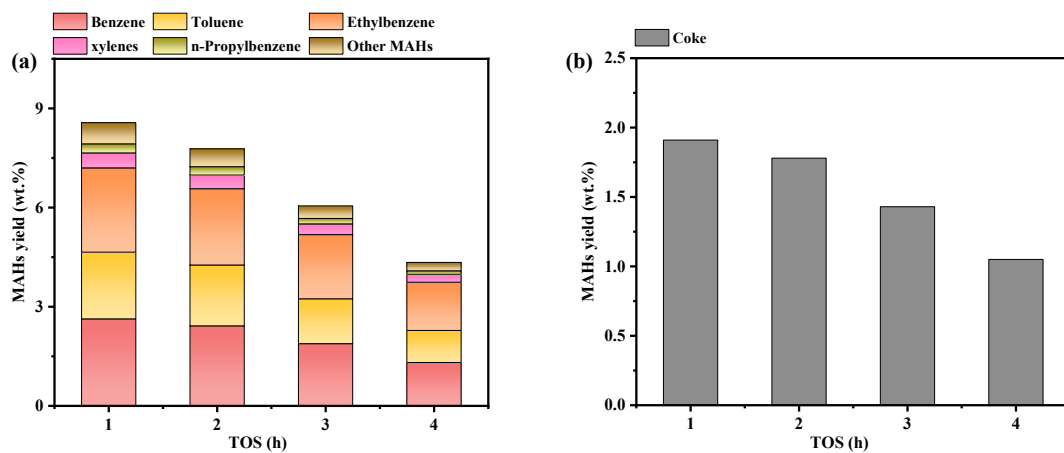 Benzene Toluene Ethylbenzene
xylenes n-Propylbenzene Other MAHs
(a)
MAHs yield (wt.%)
9
6
3
0
1 2 3 4
TOS (h)
Coke
(b)
MAHs yield (wt.%)
2.5
2.0
1.5
1.0
0.5
0.0
1 2 3 4
TOS (h)